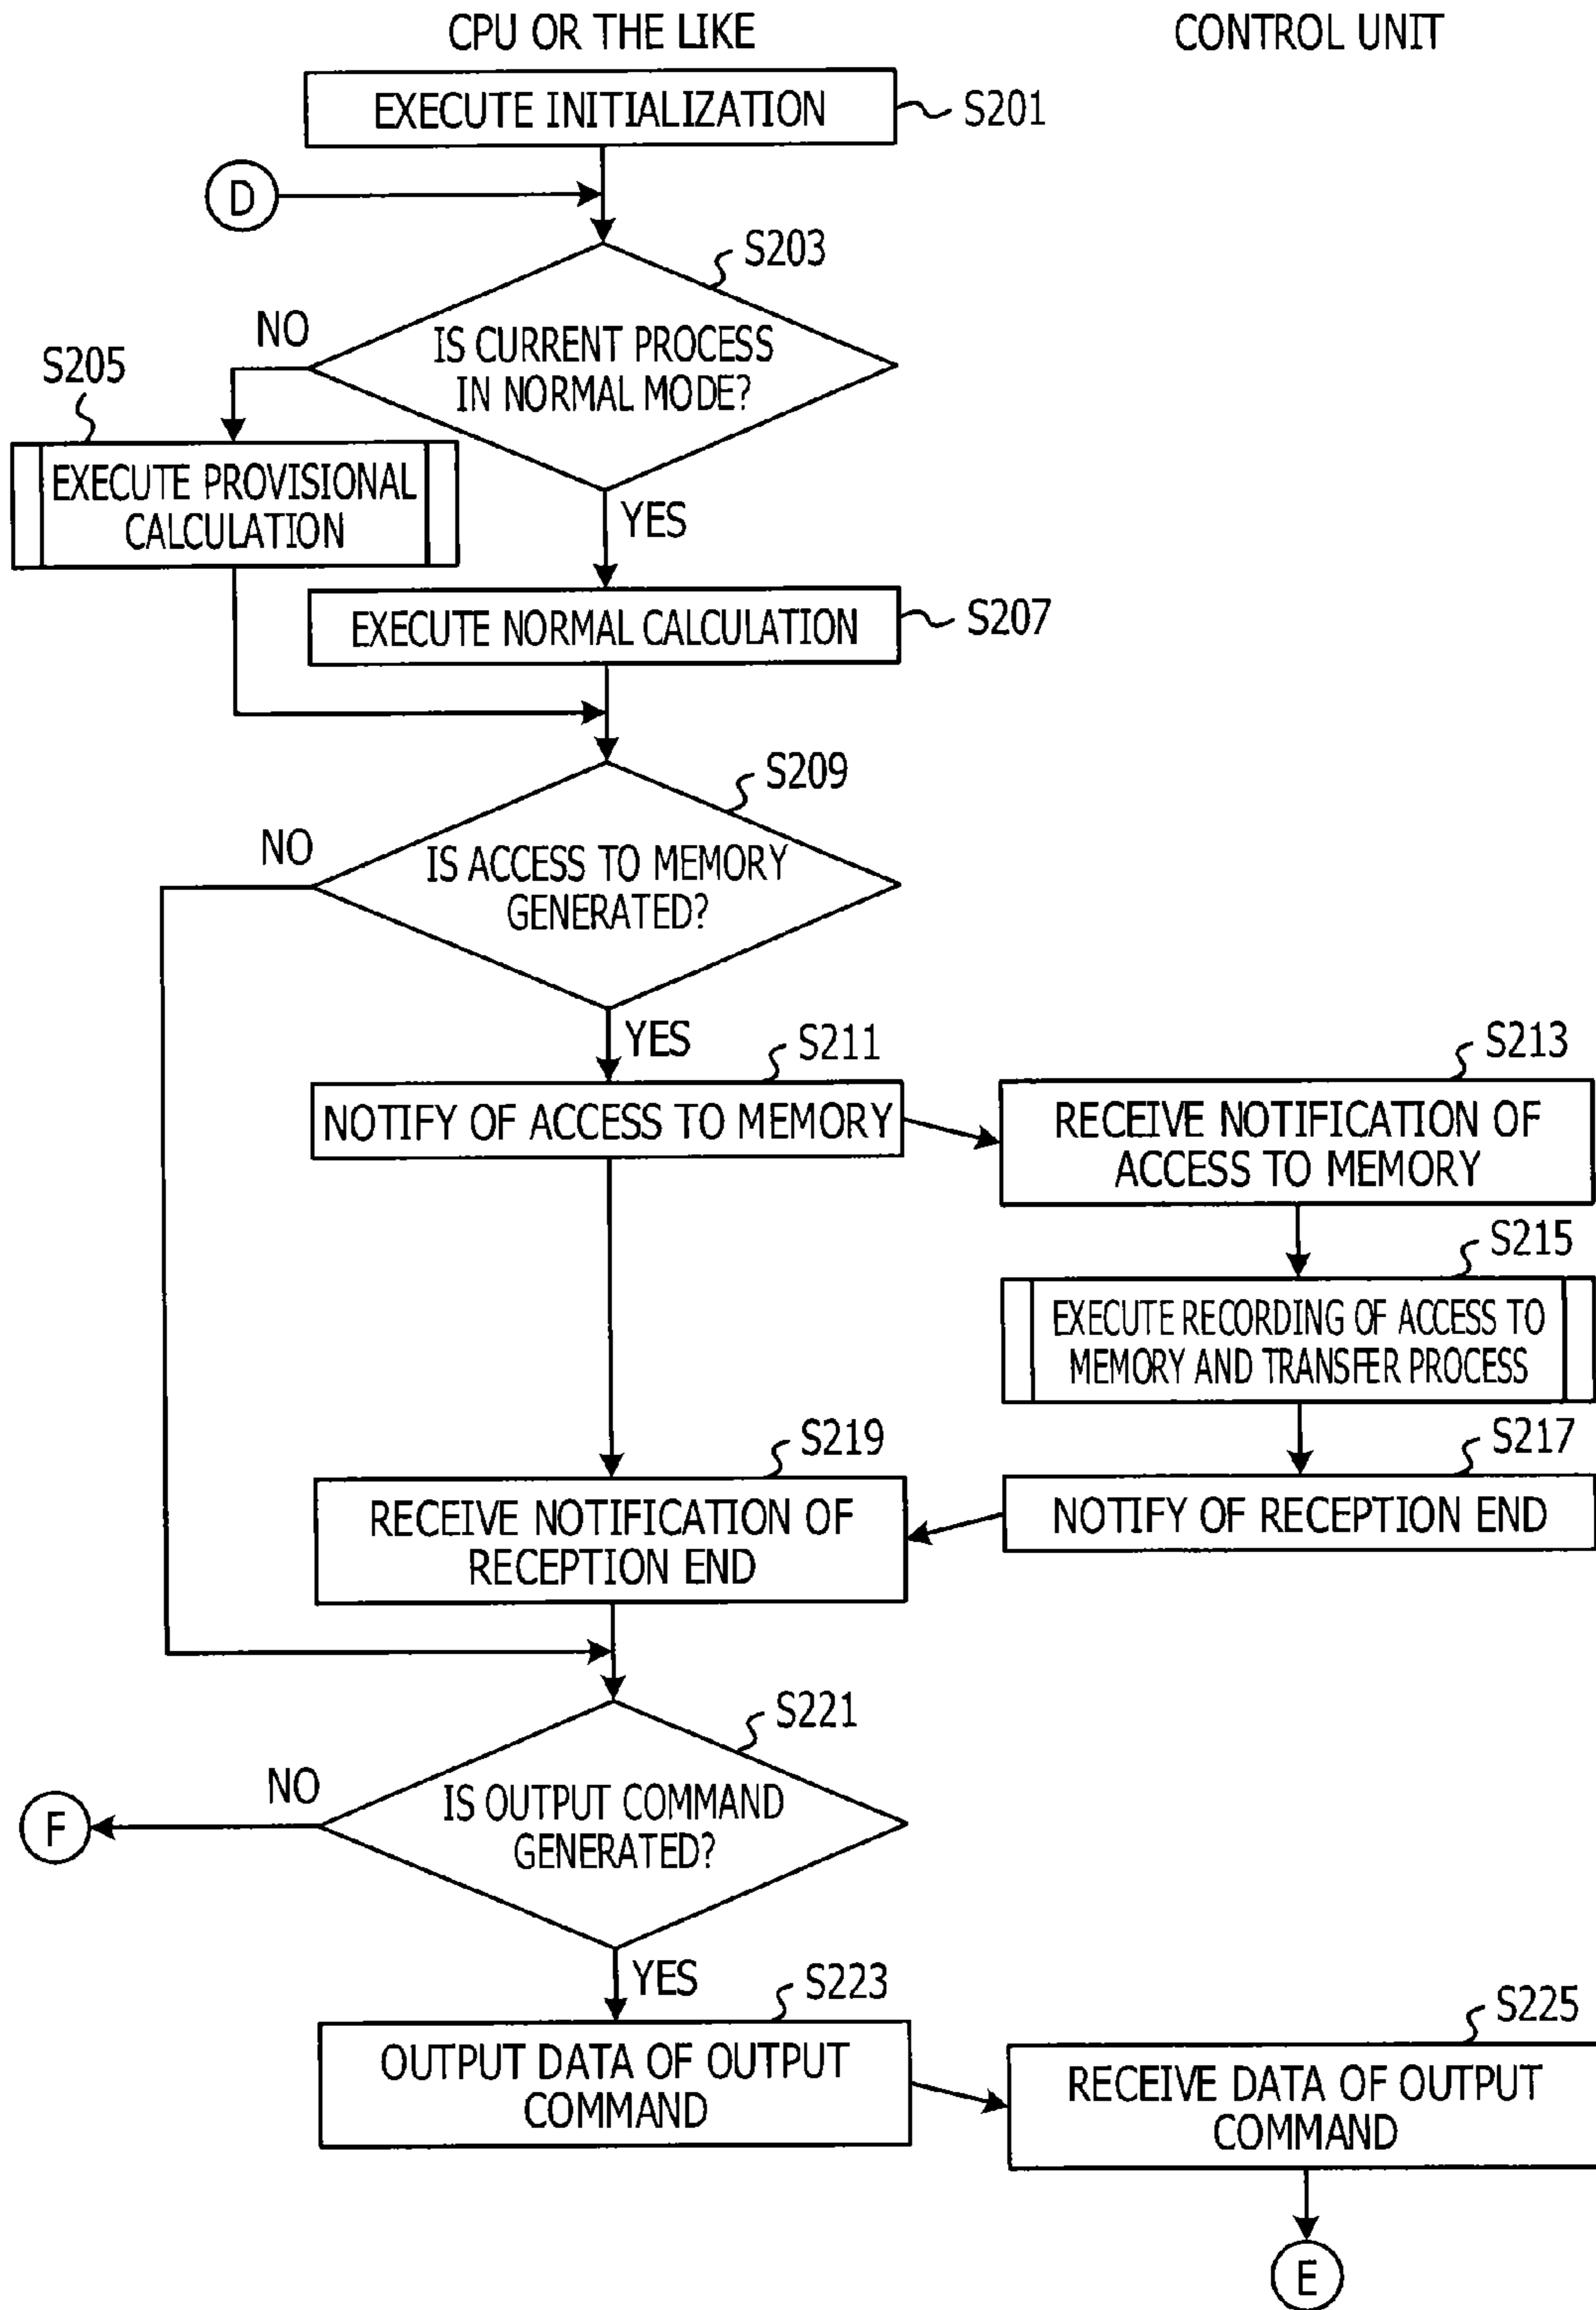 CPU OR THE LIKE
CONTROL UNIT
EXECUTE INITIALIZATION
S201
D
S203
NO
IS CURRENT PROCESS
IN NORMAL MODE?
S205
EXECUTE PROVISIONAL
CALCULATION
YES
EXECUTE NORMAL CALCULATION
S207
S209
NO
IS ACCESS TO MEMORY
GENERATED?
YES
S211
NOTIFY OF ACCESS TO MEMORY
S213
RECEIVE NOTIFICATION OF
ACCESS TO MEMORY
S215
EXECUTE RECORDING OF ACCESS TO
MEMORY AND TRANSFER PROCESS
S217
NOTIFY OF RECEPTION END
S219
RECEIVE NOTIFICATION OF
RECEPTION END
S221
NO
IS OUTPUT COMMAND
GENERATED?
F
YES
S223
OUTPUT DATA OF OUTPUT
COMMAND
S225
RECEIVE DATA OF OUTPUT
COMMAND
E